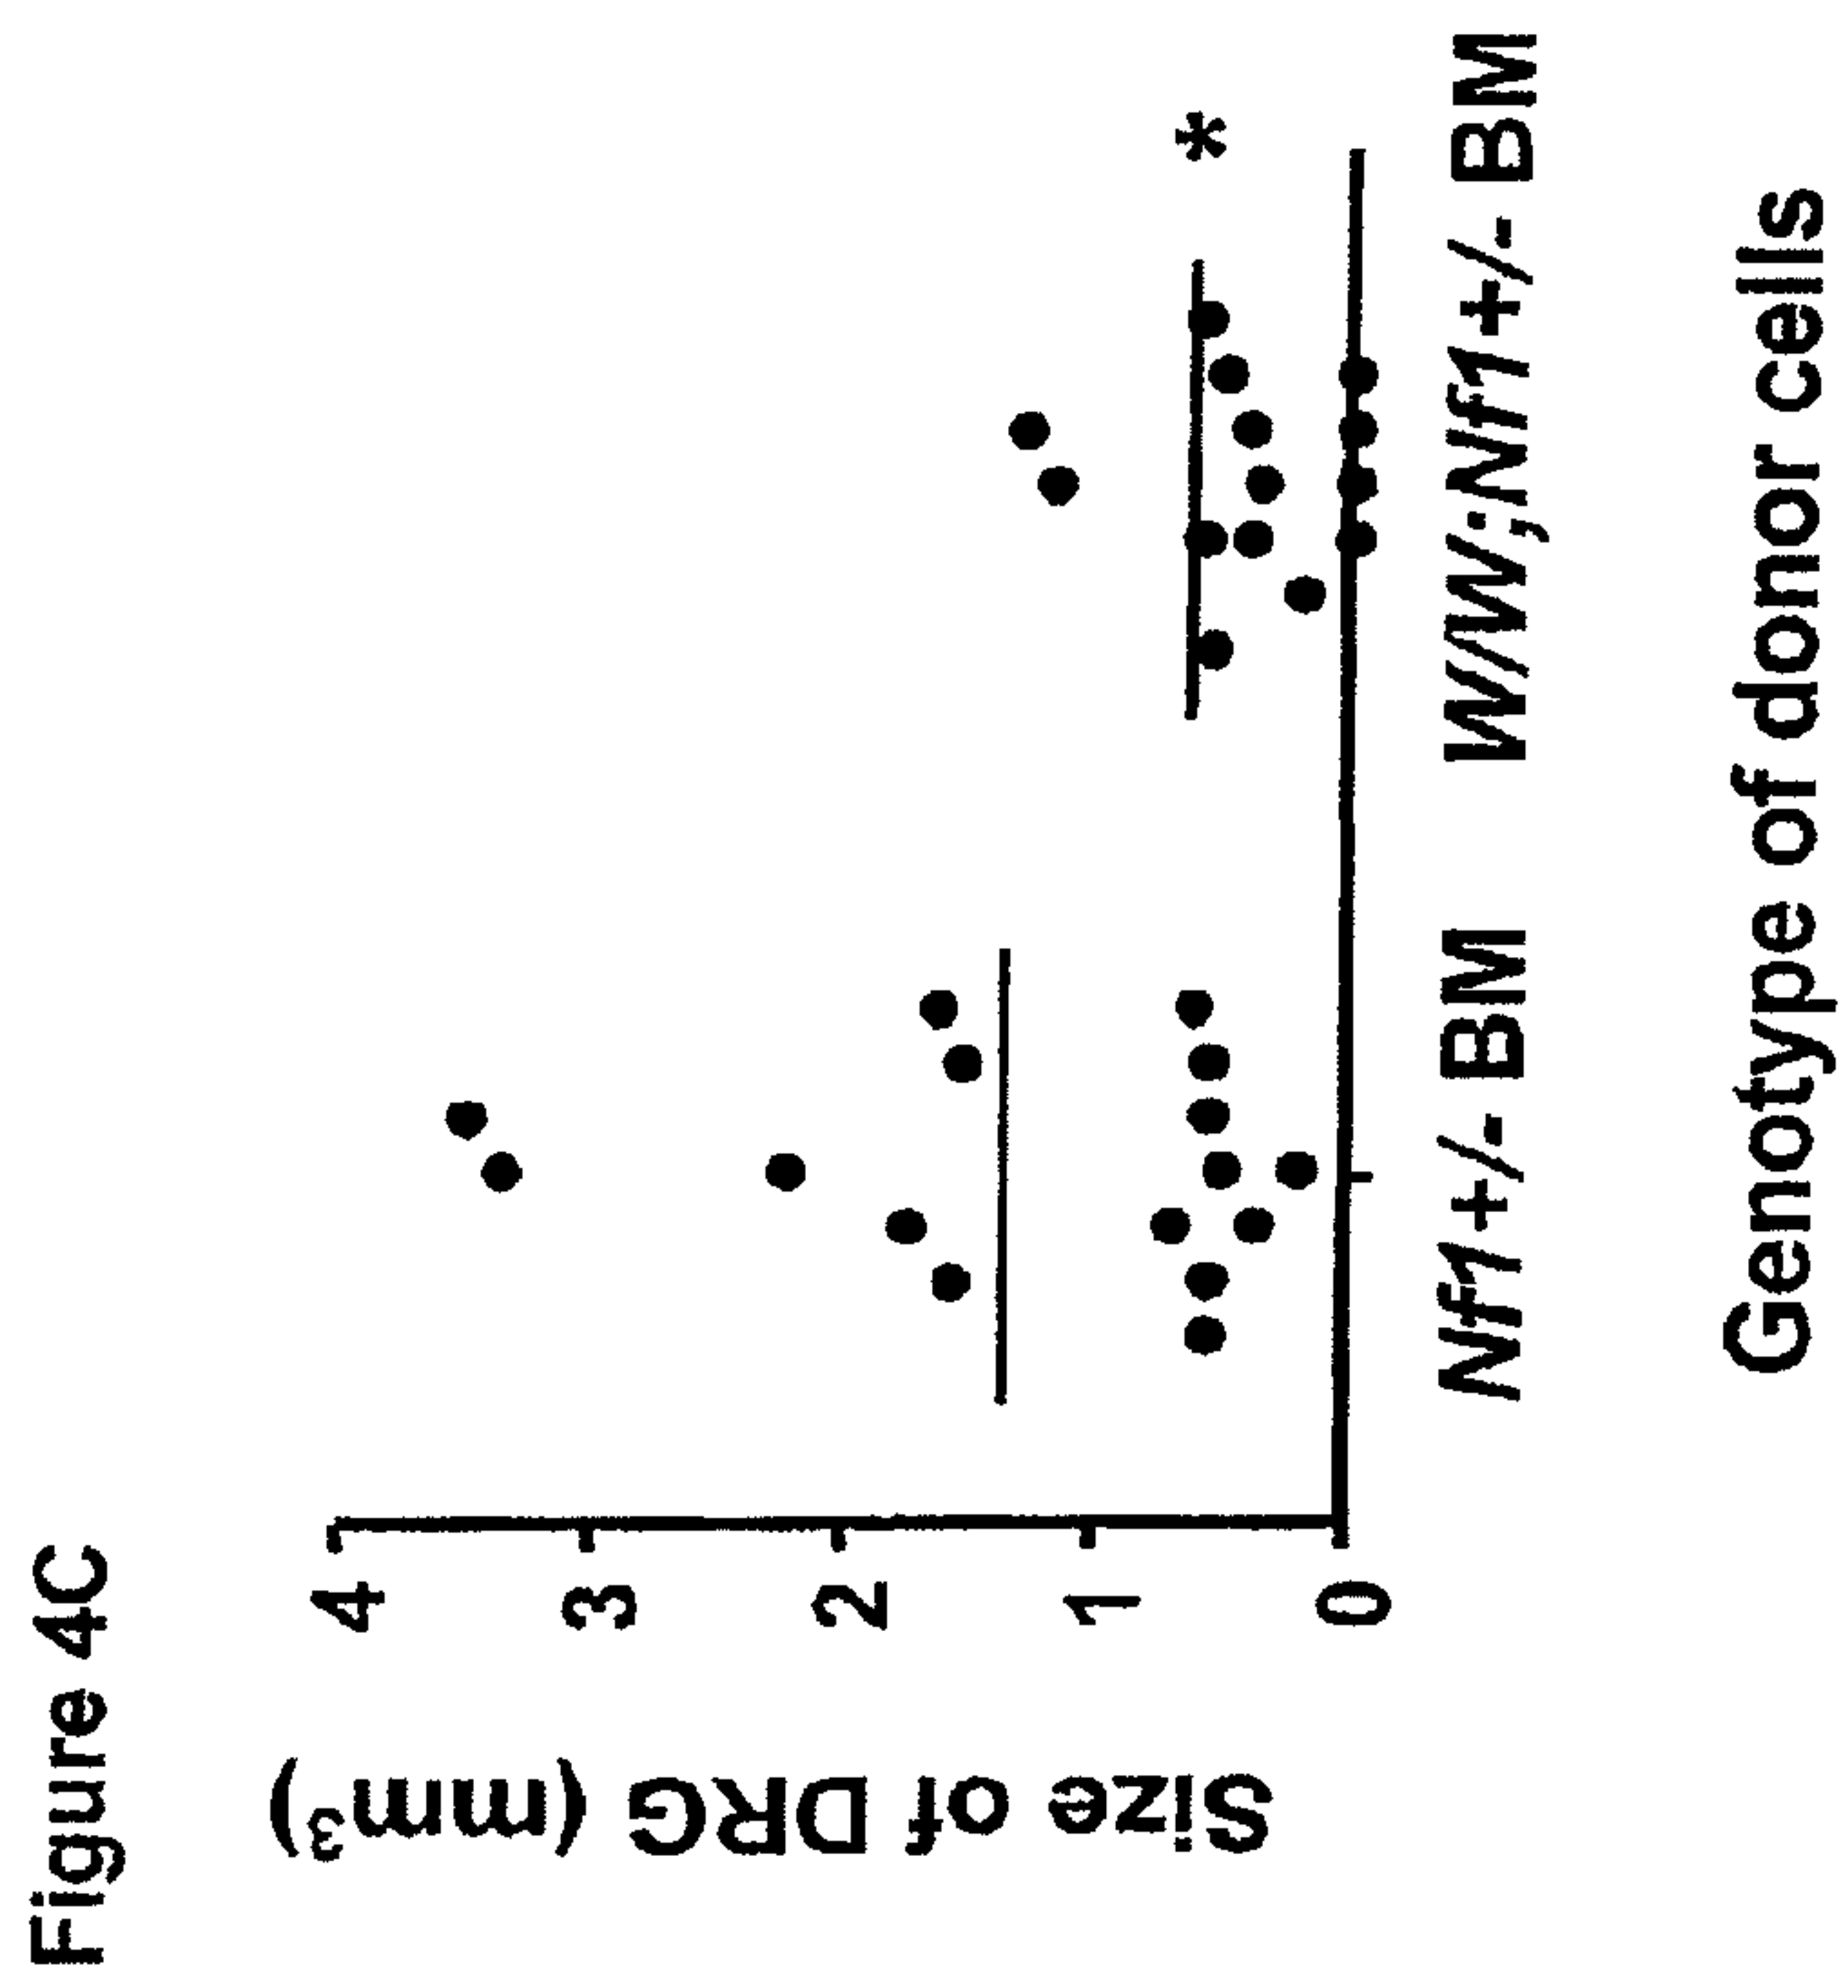 Figure 4C
Size of DRG (mm³)
4
3
2
1
0
*
Nf1+/- BM
W/W;Nf1+/- BM
Genotype of donor cells